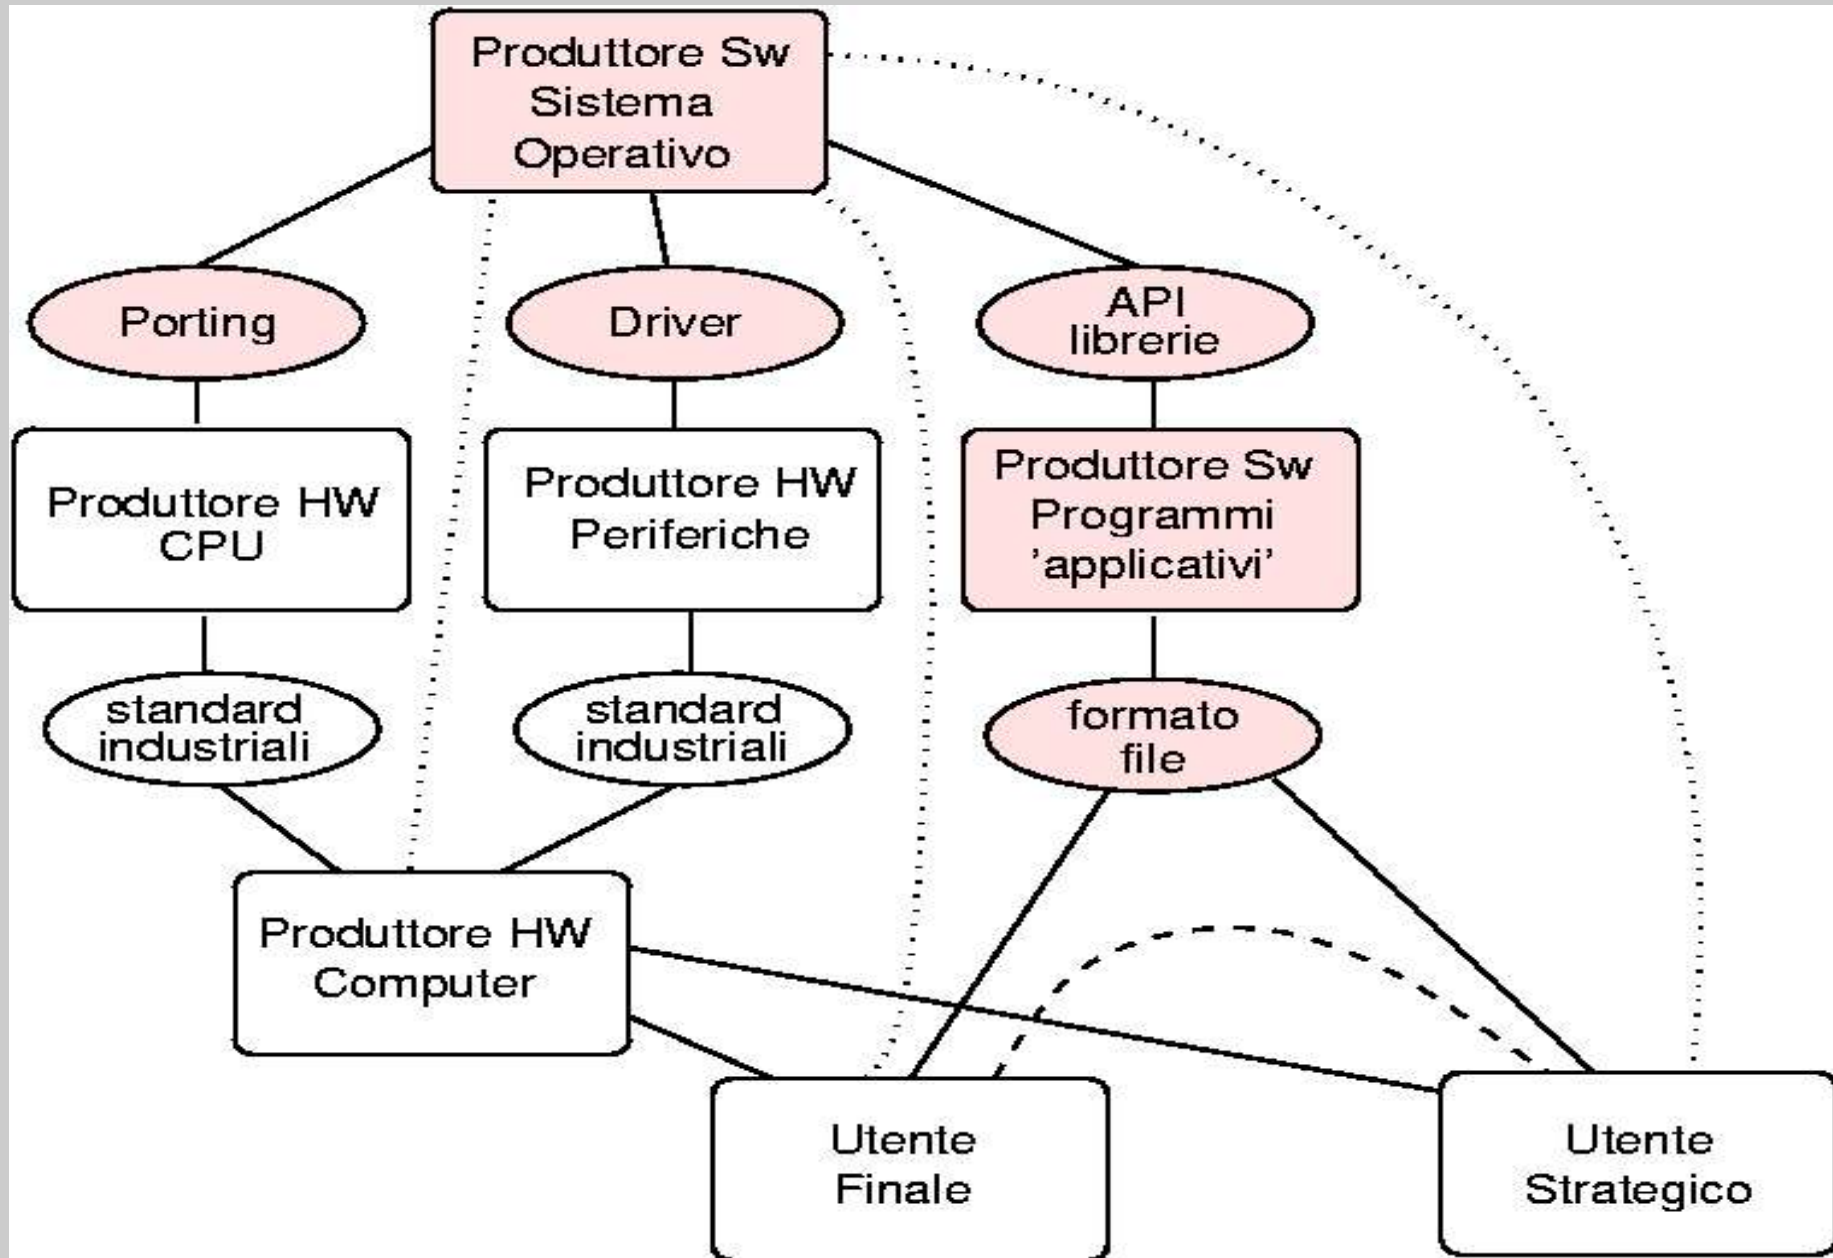 Produttore Sw
Sistema
Operativo
Porting
Driver
API
librerie
Produttore HW
CPU
Produttore HW
Periferiche
Produttore Sw
Programmi
'applicativi'
standard
industriali
standard
industriali
formato
file
Produttore HW
Computer
Utente
Finale
Utente
Strategico